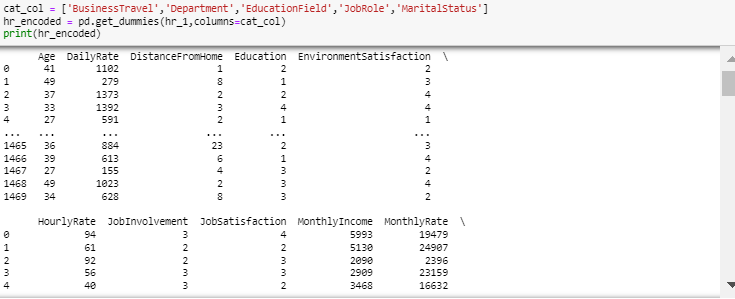 cat_col = ['BusinessTravel','Department','EducationField','JobRole','MaritalStatus']
hr_encoded = pd.get_dummies(hr_1,columns=cat_col)
print(hr_encoded)
Age DailyRate DistanceFromHome Education EnvironmentSatisfaction \
0 41 1102 1 2 2
1 49 279 8 1 3
2 37 1373 2 2 4
3 33 1392 3 4 4
4 27 591 2 1 1
... ... ... ... ... ...
1465 36 884 23 2 3
1466 39 613 6 1 4
1467 27 155 4 3 2
1468 49 1023 2 3 4
1469 34 628 8 3 2
HourlyRate JobInvolvement JobSatisfaction MonthlyIncome MonthlyRate \
0 94 3 4 5993 19479
1 61 2 2 5130 24907
2 92 2 3 2090 2396
3 56 3 3 2909 23159
4 40 3 2 3468 16632